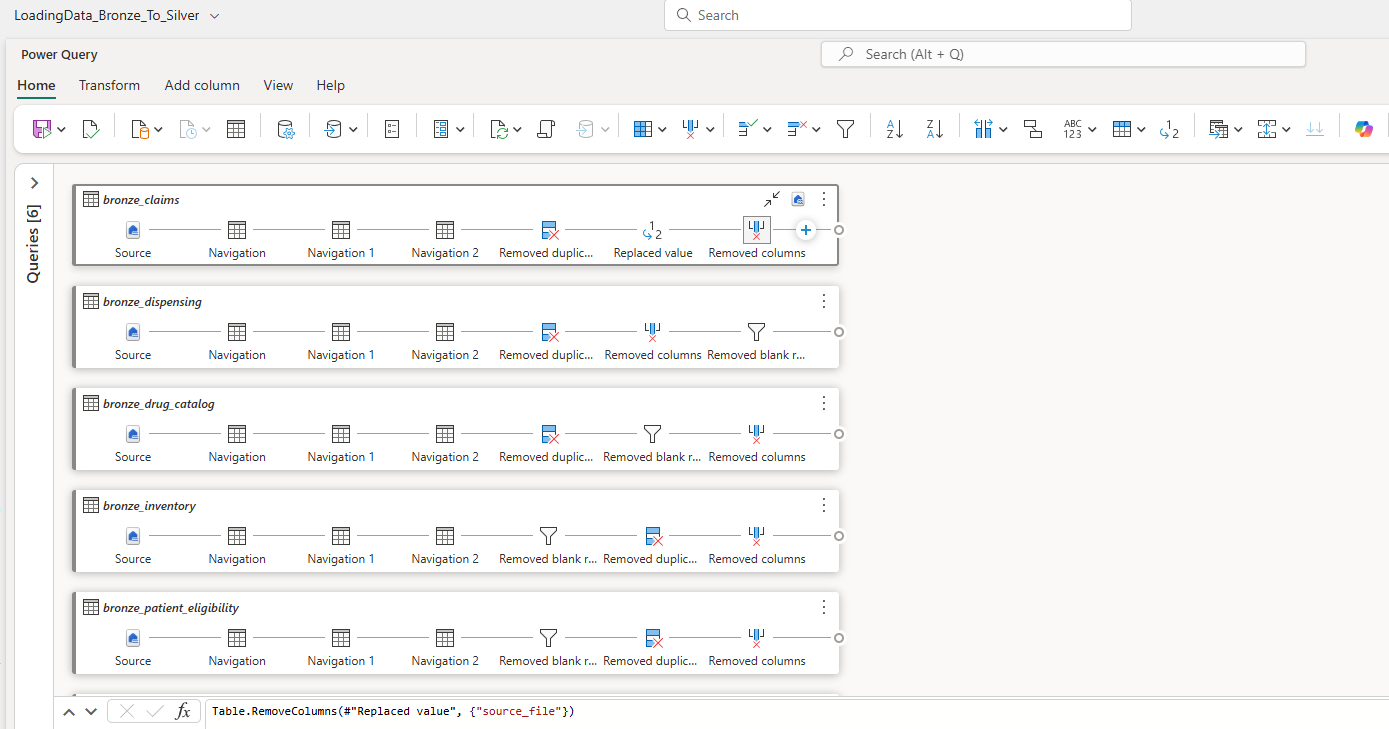 LoadingData_Bronze_To_Silver
Search
Power Query
Search (Alt + Q)
Home Transform Add column View Help
A Z
Z A
ABC 123
1 2
Queries [6]
bronze_claims
1 2
Source Navigation Navigation 1 Navigation 2 Removed duplic... Replaced value Removed columns
bronze_dispensing
Source Navigation Navigation 1 Navigation 2 Removed duplic... Removed columns Removed blank r...
bronze_drug_catalog
Source Navigation Navigation 1 Navigation 2 Removed duplic... Removed blank r... Removed columns
bronze_inventory
Source Navigation Navigation 1 Navigation 2 Removed blank r... Removed duplic... Removed columns
bronze_patient_eligibility
Source Navigation Navigation 1 Navigation 2 Removed blank r... Removed duplic... Removed columns
fx
Table.RemoveColumns(#"Replaced value", {"source_file"})